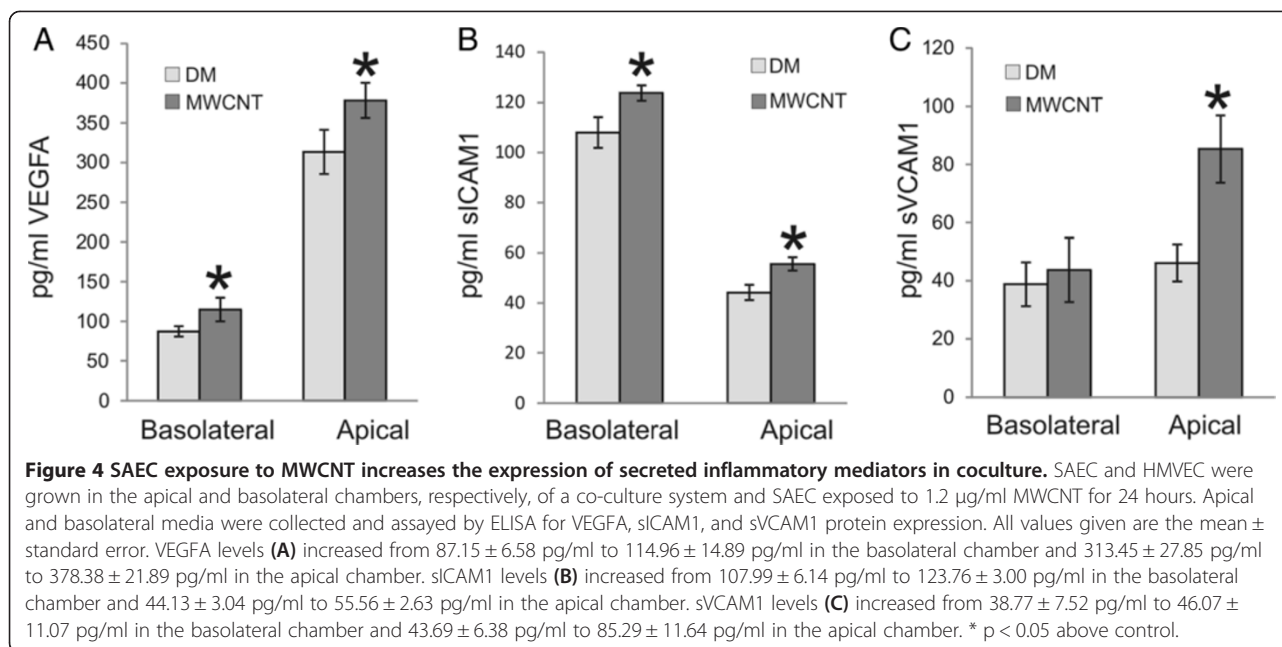 A
450
400
350
300
250
200
150
100
50
0
pg/ml VEGFA
DM
MWCNT
*
*
Basolateral Apical
B
140
120
100
80
60
40
20
0
pg/ml sICAM1
DM
MWCNT
*
*
Basolateral Apical
C
120
100
80
60
40
20
0
pg/ml sVCAM1
DM
MWCNT
*
Basolateral Apical
Figure 4 SAEC exposure to MWCNT increases the expression of secreted inflammatory mediators in coculture. SAEC and HMVEC were
grown in the apical and basolateral chambers, respectively, of a co-culture system and SAEC exposed to 1.2 μg/ml MWCNT for 24 hours. Apical
and basolateral media were collected and assayed by ELISA for VEGFA, sICAM1, and sVCAM1 protein expression. All values given are the mean ±
standard error. VEGFA levels (A) increased from 87.15 ± 6.58 pg/ml to 114.96 ± 14.89 pg/ml in the basolateral chamber and 313.45 ± 27.85 pg/ml
to 378.38 ± 21.89 pg/ml in the apical chamber. sICAM1 levels (B) increased from 107.99 ± 6.14 pg/ml to 123.76 ± 3.00 pg/ml in the basolateral
chamber and 44.13 ± 3.04 pg/ml to 55.56 ± 2.63 pg/ml in the apical chamber. sVCAM1 levels (C) increased from 38.77 ± 7.52 pg/ml to 46.07 ±
11.07 pg/ml in the basolateral chamber and 43.69 ± 6.38 pg/ml to 85.29 ± 11.64 pg/ml in the apical chamber. * p < 0.05 above control.